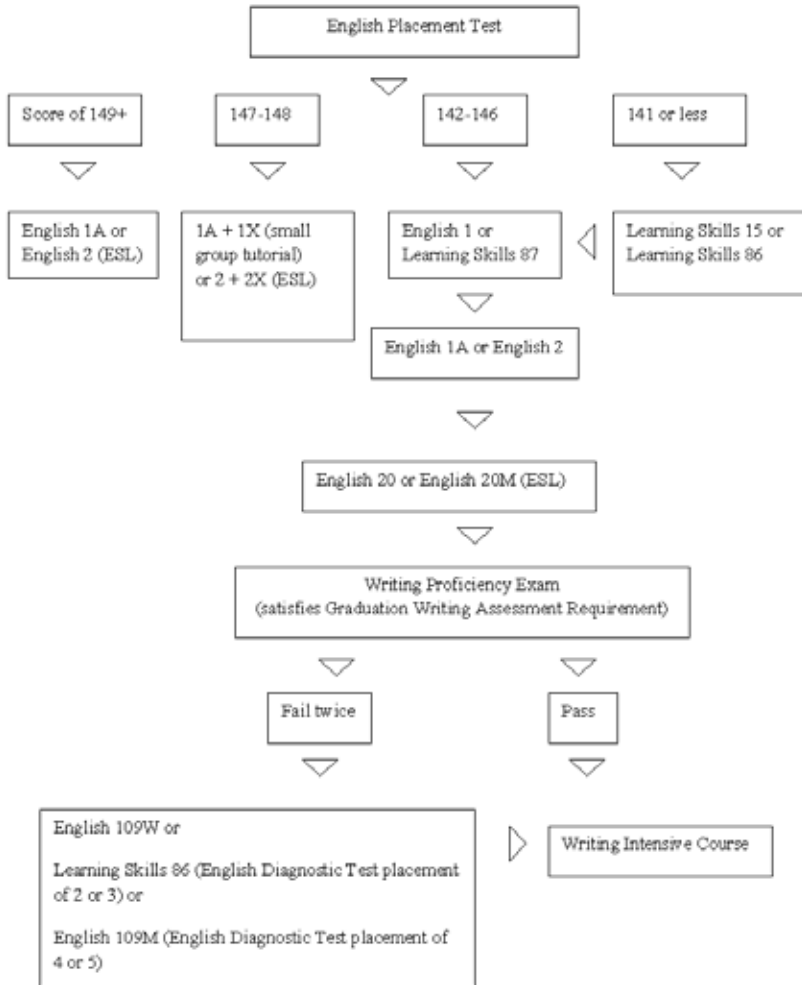 English Placement Test
Score of 149+
147-148
142-146
141 or less
English 1A or
English 2 (ESL)
1A + 1X (small
group tutorial)
or 2 + 2X (ESL)
English 1 or
Learning Skills 87
Learning Skills 15 or
Learning Skills 86
English 1A or English 2
English 20 or English 20M (ESL)
Writing Proficiency Exam
(satisfies Graduation Writing Assessment Requirement)
Fail twice
Pass
English 109W or
Learning Skills 86 (English Diagnostic Test placement
of 2 or 3) or
English 109M (English Diagnostic Test placement of
4 or 5)
Writing Intensive Course